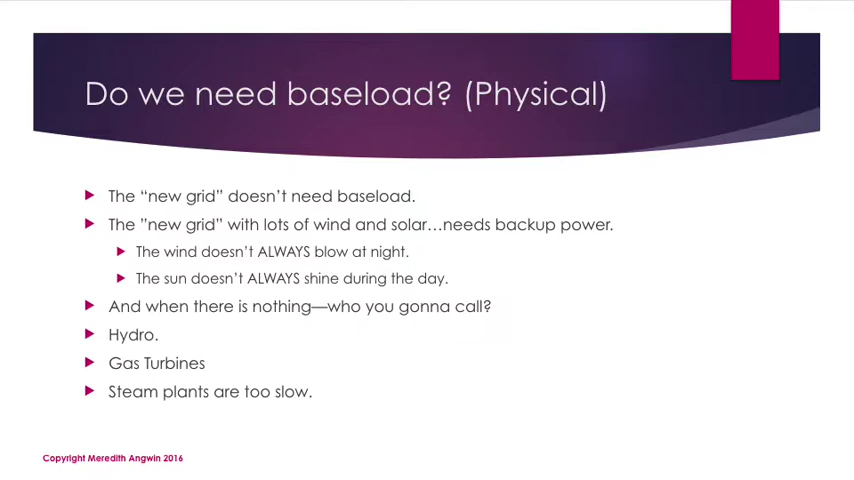 Do we need baseload? (Physical)
The “new grid” doesn’t need baseload.
The ”new grid” with lots of wind and solar…needs backup power.
The wind doesn’t ALWAYS blow at night.
The sun doesn’t ALWAYS shine during the day.
And when there is nothing—who you gonna call?
Hydro.
Gas Turbines
Steam plants are too slow.
Copyright Meredith Angwin 2016